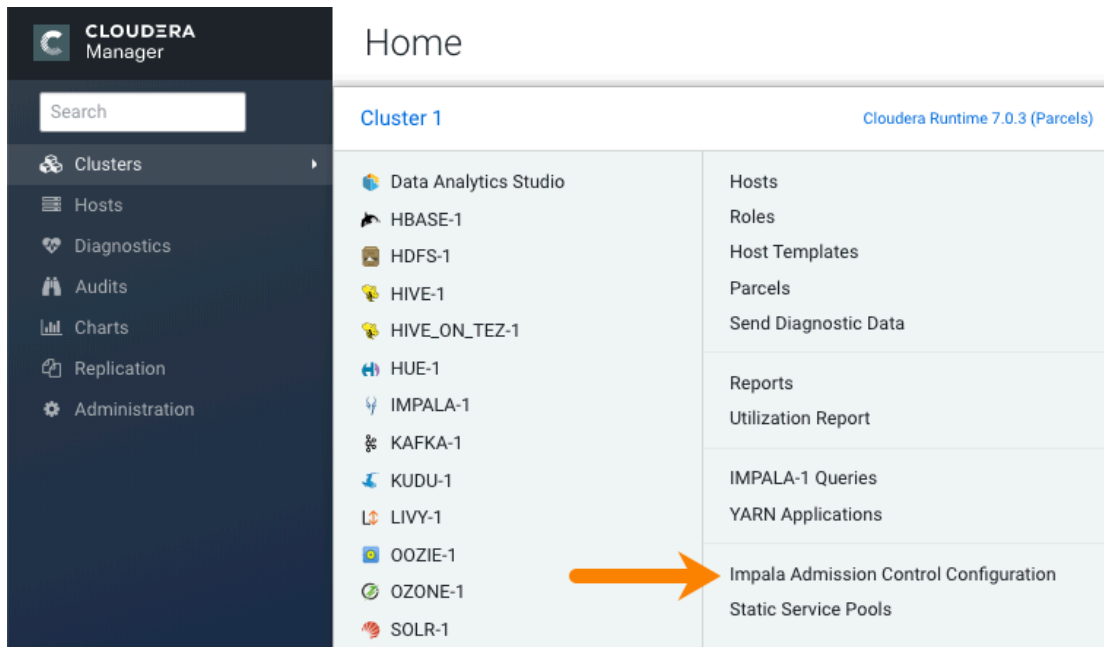 CLOUDERA
Manager
Home
Search
Clusters
Hosts
Diagnostics
Audits
Charts
Replication
Administration
Cluster 1
Cloudera Runtime 7.0.3 (Parcels)
Data Analytics Studio
HBASE-1
HDFS-1
HIVE-1
HIVE_ON_TEZ-1
HUE-1
IMPALA-1
KAFKA-1
KUDU-1
LIVY-1
OOZIE-1
OZONE-1
SOLR-1
Hosts
Roles
Host Templates
Parcels
Send Diagnostic Data
Reports
Utilization Report
IMPALA-1 Queries
YARN Applications
Impala Admission Control Configuration
Static Service Pools